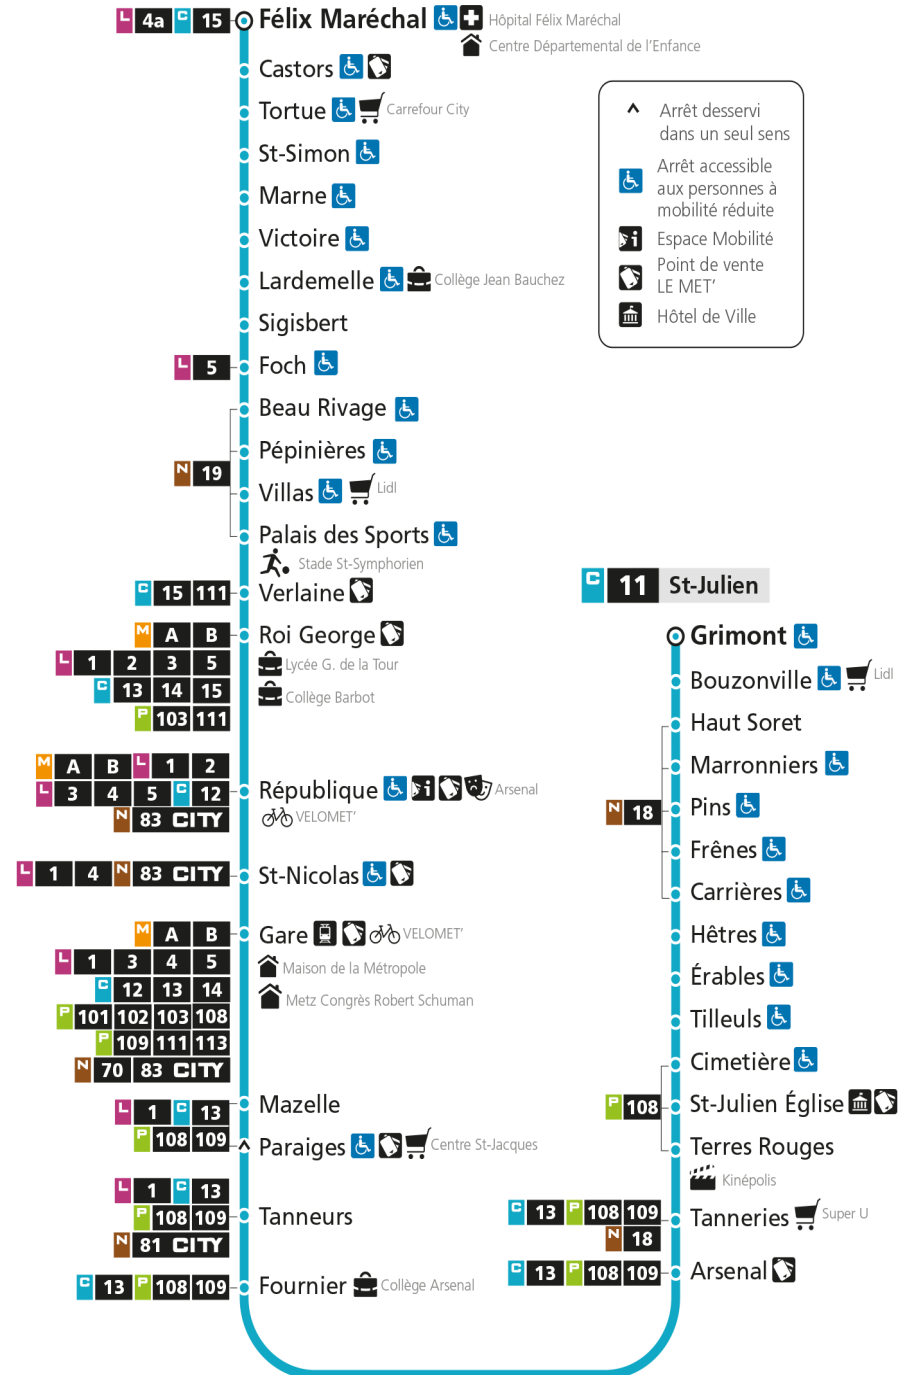 L 4a C 15 Félix Maréchal Hôpital Félix Maréchal
Centre Départemental de l'Enfance
Castors
Tortue Carrefour City
St-Simon
Marne
Victoire
Lardemelle Collège Jean Bauchez
Sigisbert
L 5 Foch
Beau Rivage
Pépinières
N 19
Villas Lidl
Palais des Sports
Stade St-Symphorien
C 15 111 Verlaine
M A B Roi George
L 1 2 3 5 Lycée G. de la Tour
C 13 14 15 Collège Barbot
P 103 111
M A B L 1 2
L 3 4 5 C 12 République Arsenal
N 83 CITY VELOMET'
L 1 4 N 83 CITY St-Nicolas
M A B Gare VELOMET'
L 1 3 4 5 Maison de la Métropole
C 12 13 14 Metz Congrès Robert Schuman
P 101 102 103 108
P 109 111 113
N 70 83 CITY
L 1 C 13 Mazelle
P 108 109 Paraiges Centre St-Jacques
L 1 C 13
P 108 109 Tanneurs
N 81 CITY
C 13 P 108 109 Fournier Collège Arsenal
^ Arrêt desservi
dans un seul sens
Arrêt accessible
aux personnes à
mobilité réduite
Espace Mobilité
Point de vente
LE MET'
Hôtel de Ville
C 11 St-Julien
Grimont
Bouzonville Lidl
Haut Soret
Marronniers
N 18 Pins
Frênes
Carrières
Hêtres
Érables
Tilleuls
Cimetière
P 108 St-Julien Église
Terres Rouges
Kinépolis
C 13 P 108 109 Tanneries Super U
N 18
C 13 P 108 109 Arsenal